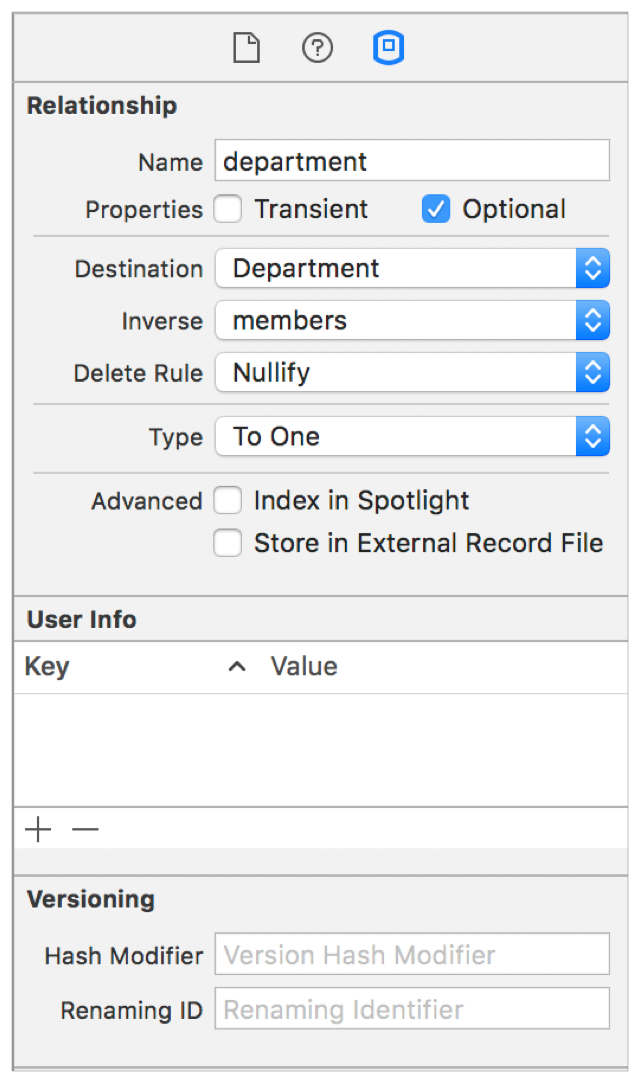 Relationship
Name department
Properties Transient Optional
Destination Department
Inverse members
Delete Rule Nullify
Type To One
Advanced Index in Spotlight
Store in External Record File
User Info
Key Value
Versioning
Hash Modifier Version Hash Modifier
Renaming ID Renaming Identifier